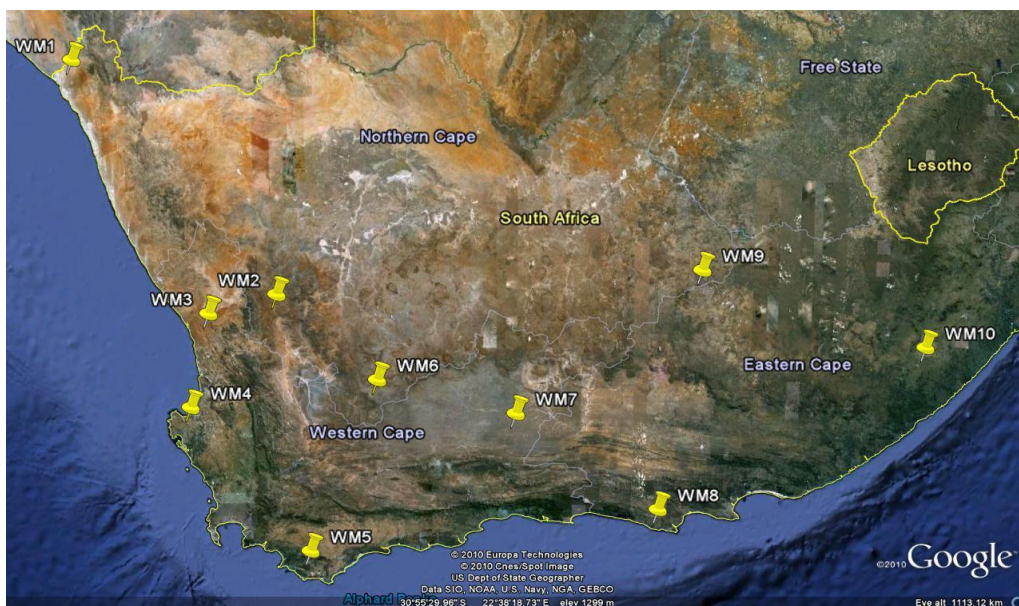 WM1
Free State
Northern Cape
Lesotho
South Africa
WM9
WM2
WM3
WM10
WM6
Eastern Cape
WM4
WM7
Western Cape
WM8
WM5
© 2010 Europa Technologies
© 2010 Cnes/Spot Image
US Dept of State Geographer
Data SIO, NOAA, U.S. Navy, NGA, GEBCO
©2010 Google
30°55'29.96" S 22°38'18.73" E elev 1299 m
Eye alt 1113.12 km